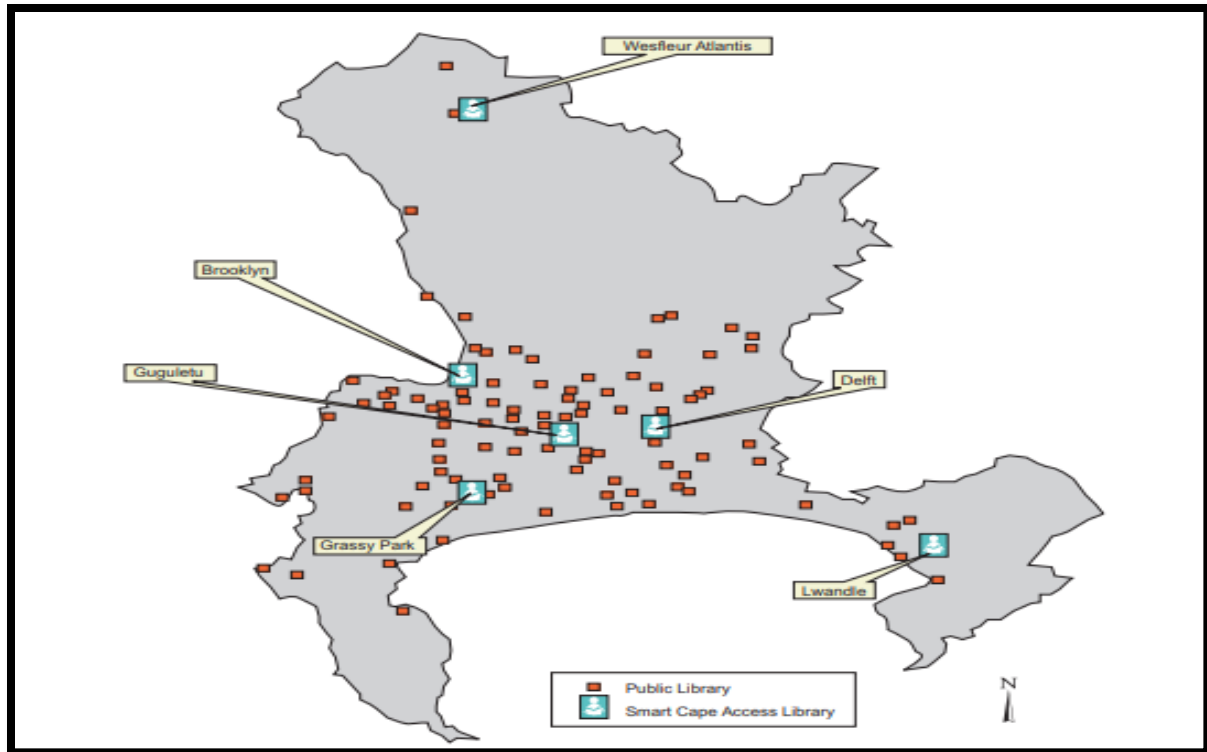 Wesfleur Atlantis
Brooklyn
Guguletu
Delft
Grassy Park
Lwandle
Public Library
Smart Cape Access Library
N